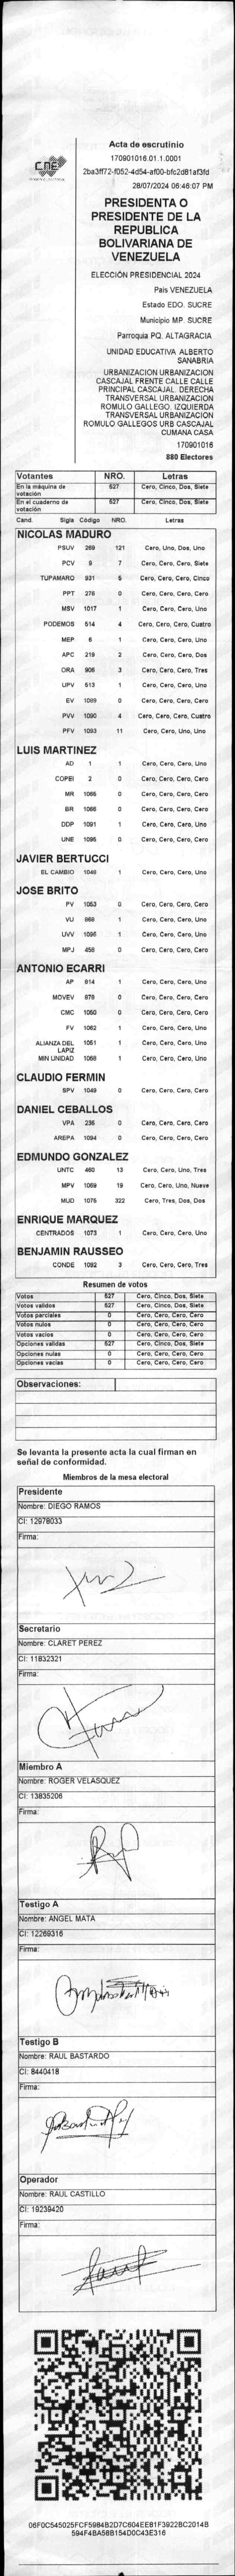 Acta de escrutinio
170901016.01.1.0001
2ba3ff72-f052-4d54-af00-bfc2d81af3fd
28/07/2024 06:46:07 PM
CNE
PRESIDENTA O
PRESIDENTE DE LA
REPUBLICA
BOLIVARIANA DE
VENEZUELA
ELECCIÓN PRESIDENCIAL 2024
Pais VENEZUELA
Estado EDO. SUCRE
Municipio MP. SUCRE
Parroquia PQ. ALTAGRACIA
UNIDAD EDUCATIVA ALBERTO
SANABRIA
URBANIZACION URBANIZACION
CASCAJAL FRENTE CALLE CALLE
PRINCIPAL CASCAJAL. DERECHA
TRANSVERSAL URBANIZACION
ROMULO GALLEGO. IZQUIERDA
TRANSVERSAL URBANIZACION
ROMULO GALLEGOS URB CASCAJAL
CUMANA CASA
170901016
880 Electores
Votantes NRO. Letras
En la máquina de votación 527 Cero, Cinco, Dos, Siete
En el cuaderno de votación 527 Cero, Cinco, Dos, Siete
Cand. Sigla Código NRO. Letras
NICOLAS MADURO
PSUV 269 121 Cero, Uno, Dos, Uno
PCV 9 7 Cero, Cero, Cero, Siete
TUPAMARO 931 5 Cero, Cero, Cero, Cinco
PPT 276 0 Cero, Cero, Cero, Cero
MSV 1017 1 Cero, Cero, Cero, Uno
PODEMOS 514 4 Cero, Cero, Cero, Cuatro
MEP 6 1 Cero, Cero, Cero, Uno
APC 219 2 Cero, Cero, Cero, Dos
ORA 906 3 Cero, Cero, Cero, Tres
UPV 613 1 Cero, Cero, Cero, Uno
EV 1089 0 Cero, Cero, Cero, Cero
PVV 1090 4 Cero, Cero, Cero, Cuatro
PFV 1093 11 Cero, Cero, Uno, Uno
LUIS MARTINEZ
AD 1 1 Cero, Cero, Cero, Uno
COPEI 2 0 Cero, Cero, Cero, Cero
MR 1065 0 Cero, Cero, Cero, Cero
BR 1066 0 Cero, Cero, Cero, Cero
DDP 1091 1 Cero, Cero, Cero, Uno
UNE 1095 0 Cero, Cero, Cero, Cero
JAVIER BERTUCCI
EL CAMBIO 1048 1 Cero, Cero, Cero, Uno
JOSE BRITO
PV 1053 0 Cero, Cero, Cero, Cero
VU 868 1 Cero, Cero, Cero, Uno
UVV 1096 1 Cero, Cero, Cero, Uno
MPJ 458 0 Cero, Cero, Cero, Cero
ANTONIO ECARRI
AP 814 1 Cero, Cero, Cero, Uno
MOVEV 878 0 Cero, Cero, Cero, Cero
CMC 1050 0 Cero, Cero, Cero, Cero
FV 1062 1 Cero, Cero, Cero, Uno
ALIANZA DEL LAPIZ 1051 1 Cero, Cero, Cero, Uno
MIN UNIDAD 1068 1 Cero, Cero, Cero, Uno
CLAUDIO FERMIN
SPV 1049 0 Cero, Cero, Cero, Cero
DANIEL CEBALLOS
VPA 236 0 Cero, Cero, Cero, Cero
AREPA 1094 0 Cero, Cero, Cero, Cero
EDMUNDO GONZALEZ
UNTC 460 13 Cero, Cero, Uno, Tres
MPV 1069 19 Cero, Cero, Uno, Nueve
MUD 1076 322 Cero, Tres, Dos, Dos
ENRIQUE MARQUEZ
CENTRADOS 1073 1 Cero, Cero, Cero, Uno
BENJAMIN RAUSSEO
CONDE 1092 3 Cero, Cero, Cero, Tres
Resumen de votos
Votos 527 Cero, Cinco, Dos, Siete
Votos validos 527 Cero, Cinco, Dos, Siete
Votos parciales 0 Cero, Cero, Cero, Cero
Votos nulos 0 Cero, Cero, Cero, Cero
Votos vacios 0 Cero, Cero, Cero, Cero
Opciones validas 527 Cero, Cinco, Dos, Siete
Opciones nulas 0 Cero, Cero, Cero, Cero
Opciones vacias 0 Cero, Cero, Cero, Cero
Observaciones:
Se levanta la presente acta la cual firman en
señal de conformidad.
Miembros de la mesa electoral
Presidente
Nombre: DIEGO RAMOS
CI: 12978033
Firma:
Secretario
Nombre: CLARET PEREZ
CI: 11832321
Firma:
Miembro A
Nombre: ROGER VELASQUEZ
CI: 13835206
Firma:
Testigo A
Nombre: ANGEL MATA
CI: 12269316
Firma:
Testigo B
Nombre: RAUL BASTARDO
CI: 8440418
Firma:
Operador
Nombre: RAUL CASTILLO
CI: 19239420
Firma:
06F0C545025FCF5984B2D7C604EE81F3922BC2014B
594F4BA58B154D0C43E316